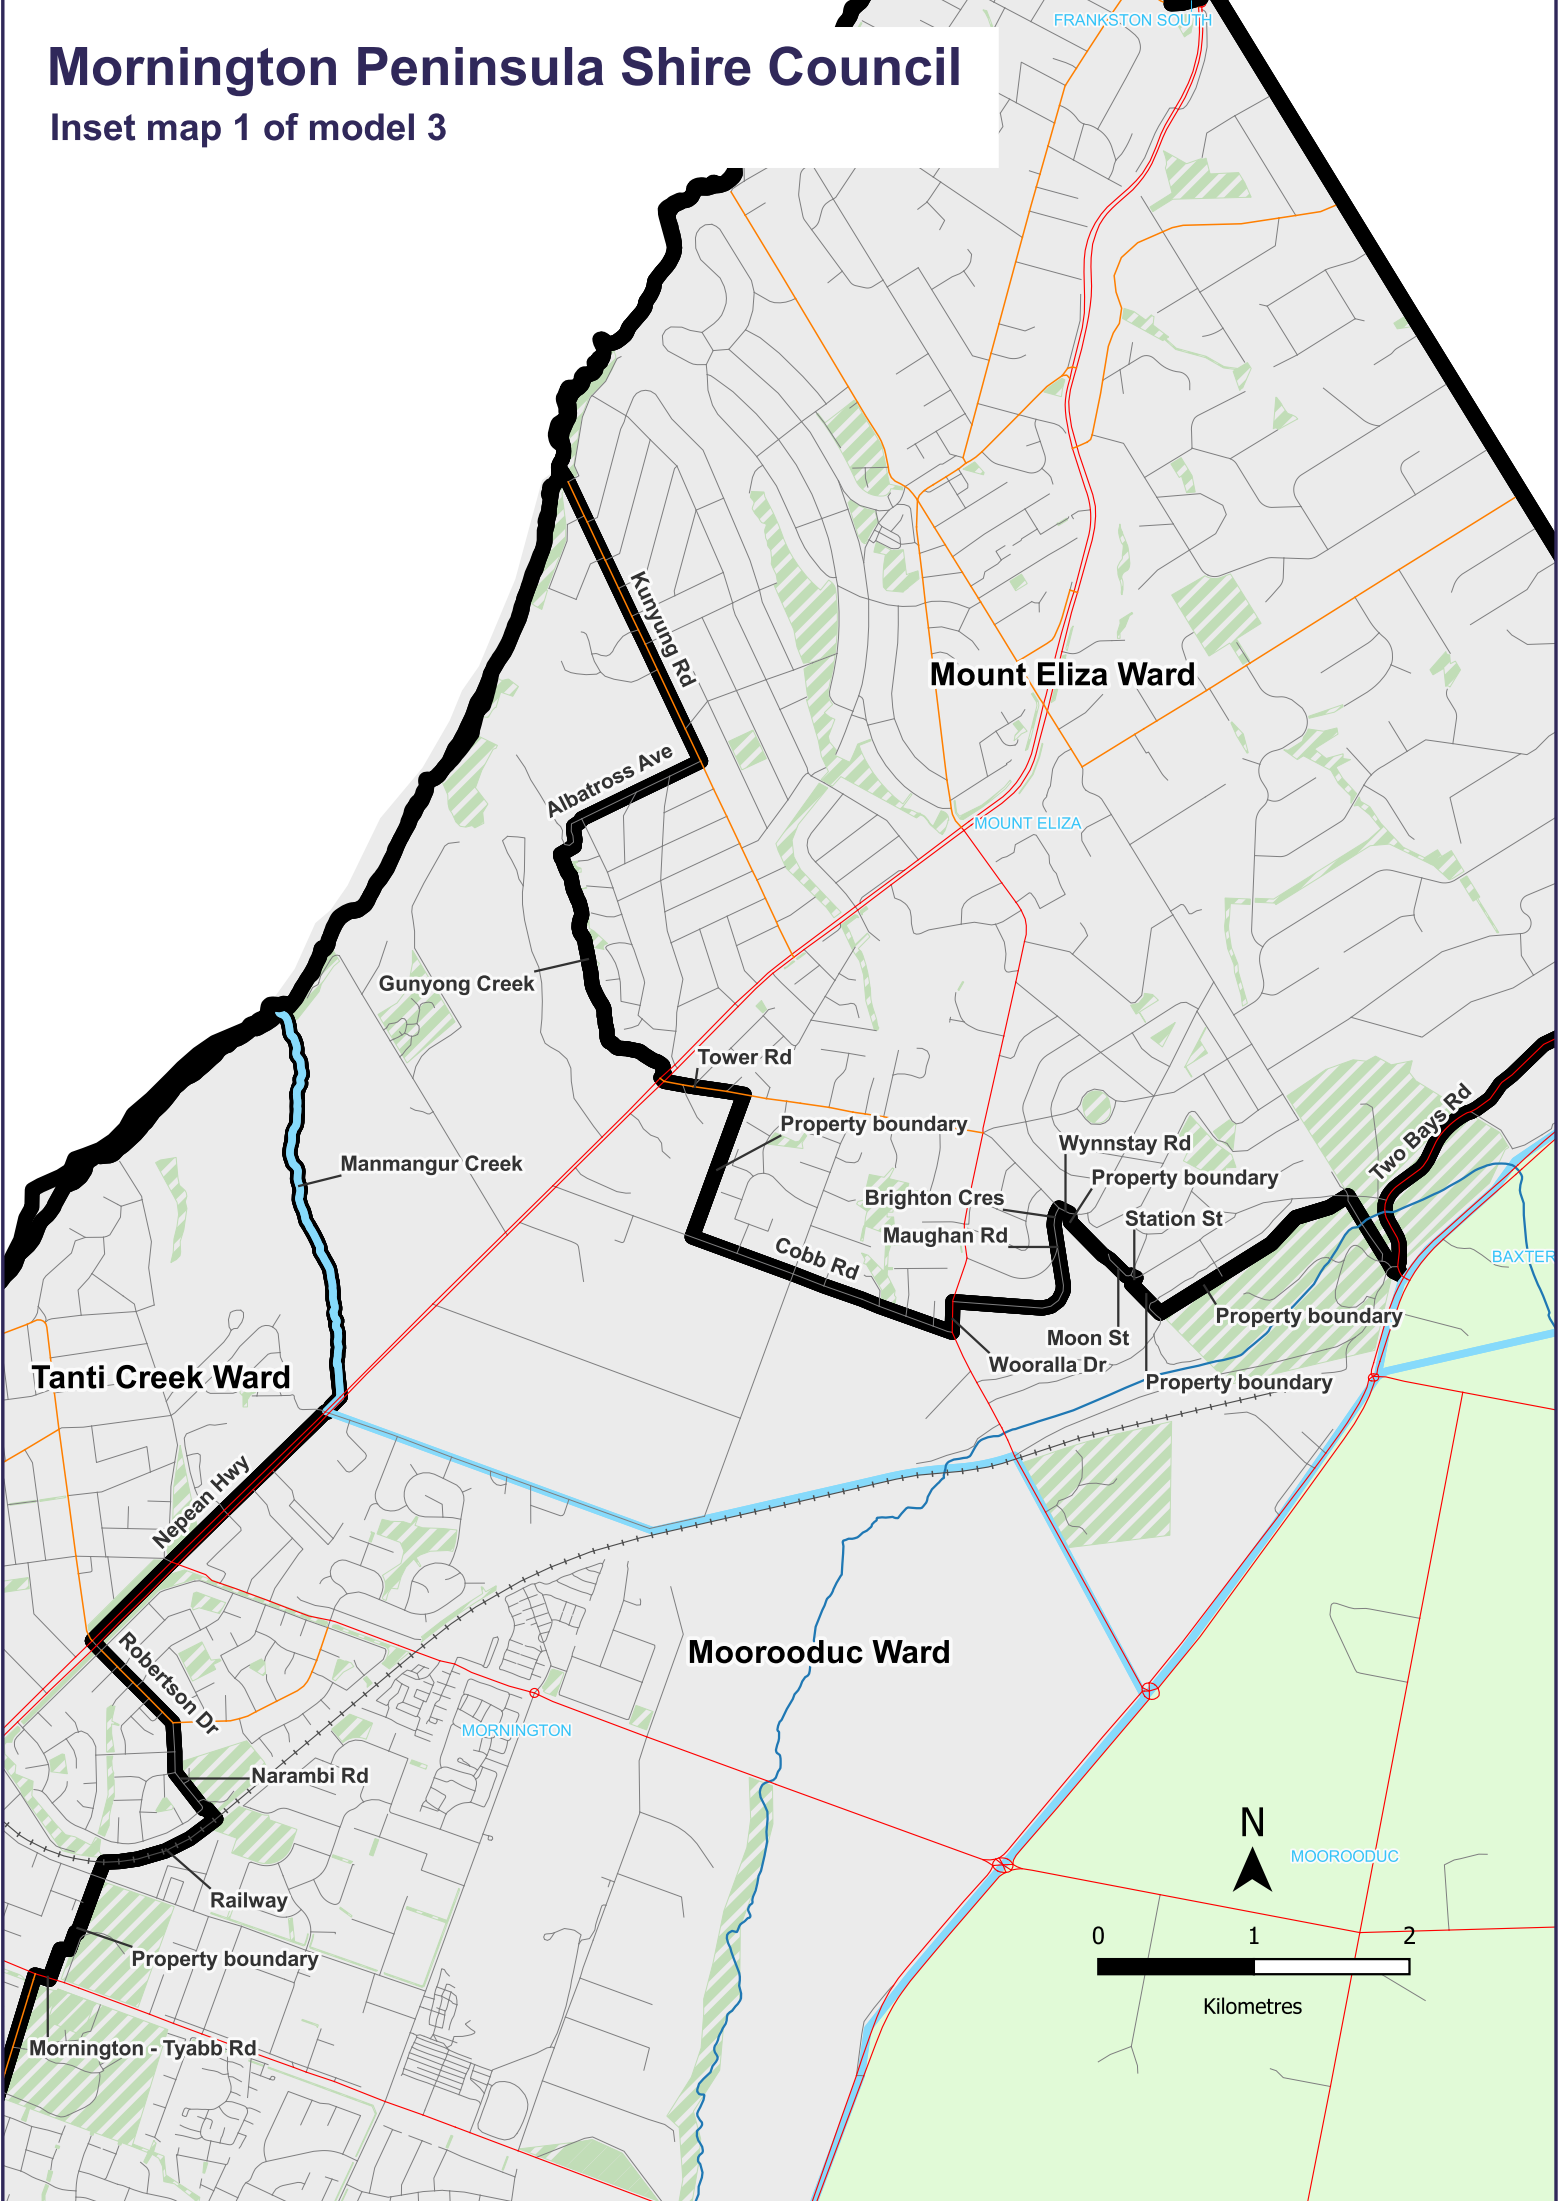 FRANKSTON SOUTH
Mornington Peninsula Shire Council
Inset map 1 of model 3
Kunyung Rd
Mount Eliza Ward
Albatross Ave
MOUNT ELIZA
Gunyong Creek
Tower Rd
Property boundary
Two Bays Rd
Wynnstay Rd
Manmangur Creek
Property boundary
Brighton Cres
Station St
Maughan Rd
Cobb Rd
BAXTER
Property boundary
Moon St
Wooralla Dr
Tanti Creek Ward
Property boundary
Nepean Hwy
Robertson Dr
Moorooduc Ward
MORNINGTON
Narambi Rd
N
MOOROODUC
Railway
0 1 2
Property boundary
Kilometres
Mornington - Tyabb Rd